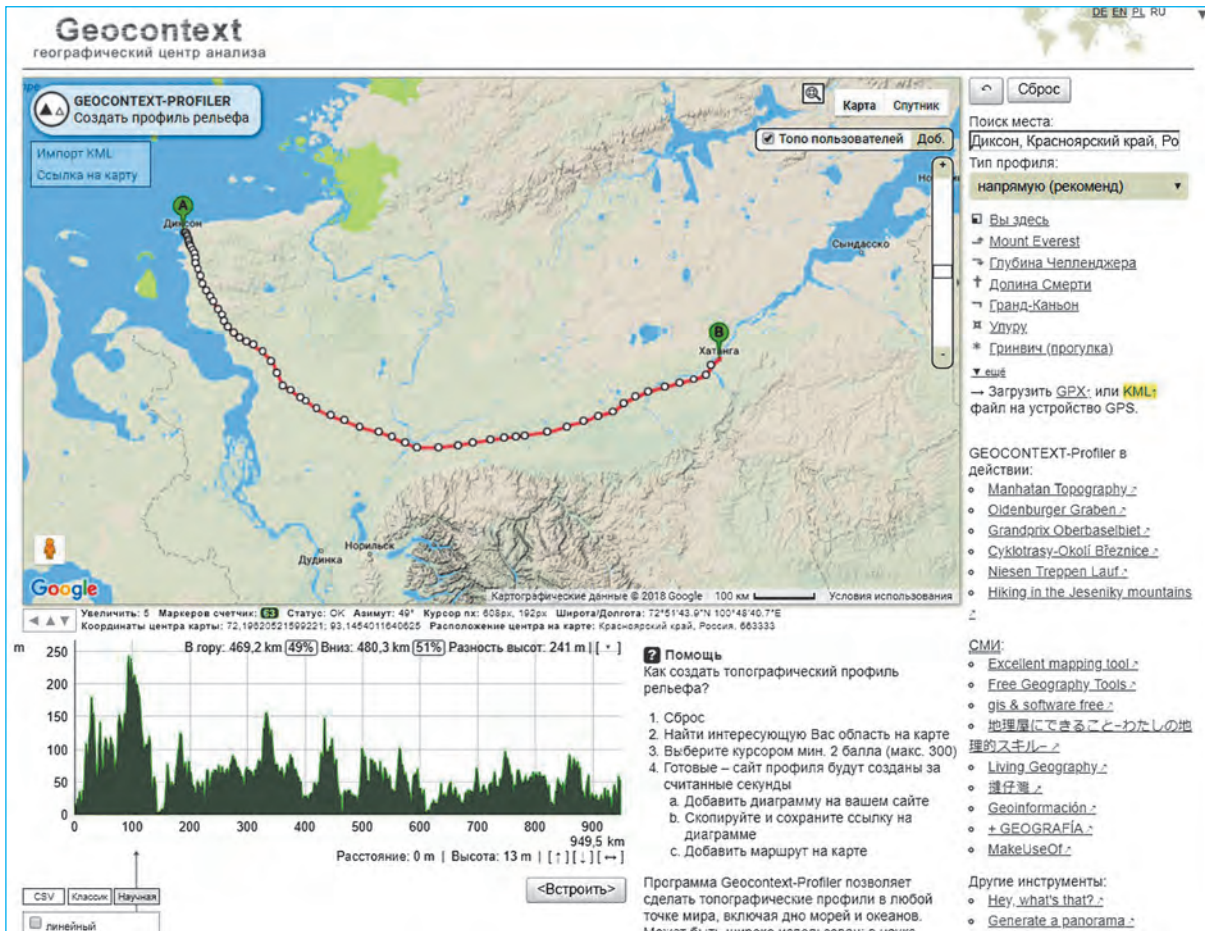 DE EN PL RU
Geocontext
географический центр анализа
GEOCONTEXT-PROFILER
Создать профиль рельефа
Импорт KML
Ссылка на карту
Карта Спутник
Топо пользователей Доб.
+
-
A
Диксон
B
Хатанга
Сындасско
Дудинка
Норильск
Google
Картографические данные © 2018 Google 100 км Условия использования
Сброс
Поиск места:
Диксон, Красноярский край, Ро
Тип профиля:
напрямую (рекоменд)
Вы здесь
Mount Everest
Глубина Челленджера
Долина Смерти
Гранд-Каньон
Улуру
Гринвич (прогулка)
▼ ещё
→ Загрузить GPX↑ или KML↑
файл на устройство GPS.
GEOCONTEXT-Profiler в
действии:
Manhatan Topography
Oidenburger Graben
Grandprix Oberbaselbiet
Cyklotrasy-Okolí Březnice
Niesen Treppen Lauf
Hiking in the Jeseniky mountains
СМИ:
Excellent mapping tool
Free Geography Tools
gis & software free
地理屋にできること-わたしの地
理的スキル-
Living Geography
Geoinformación
+ GEOGRAFÍA
MakeUseOf
Другие инструменты:
Hey, what's that?
Generate a panorama
Увеличить: 5 Маркеров счетчик: 63 Статус: OK Азимут: 49° Курсор пх: 608px, 192px Широта/Долгота: 72°51'43.9"N 100°48'40.7"E
Координаты центра карты: 72,19620521599221; 93,1454011640625 Расположение центра на карте: Красноярский край, Россия, 663333
m
В гору: 469,2 km 49% Вниз: 480,3 km 51% Разность высот: 241 m | [ ▾ ]
250
200
150
100
50
0
0 100 200 300 400 500 600 700 800 900
949,5 km
Расстояние: 0 m | Высота: 13 m | [↑][↓][↔]
CSV Классик Научная
<Встроить>
линейный
? Помощь
Как создать топографический профиль
рельефа?
1. Сброс
2. Найти интересующую Вас область на карте
3. Выберите курсором мин. 2 балла (макс. 300)
4. Готовые – сайт профиля будут созданы за
считанные секунды
a. Добавить диаграмму на вашем сайте
b. Скопируйте и сохраните ссылку на
диаграмме
c. Добавить маршрут на карте
Программа Geocontext-Profiler позволяет
сделать топографические профили в любой
точке мира, включая дно морей и океанов.